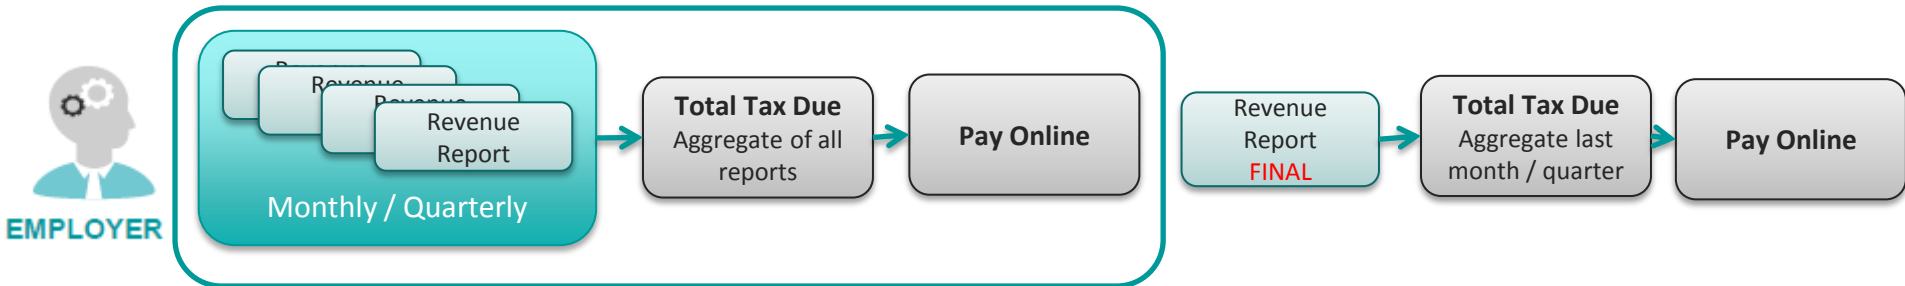 EMPLOYER
Revenue
Revenue
Revenue
Revenue
Report
Monthly / Quarterly
Total Tax Due
Aggregate of all
reports
Pay Online
Revenue
Report
FINAL
Total Tax Due
Aggregate last
month / quarter
Pay Online